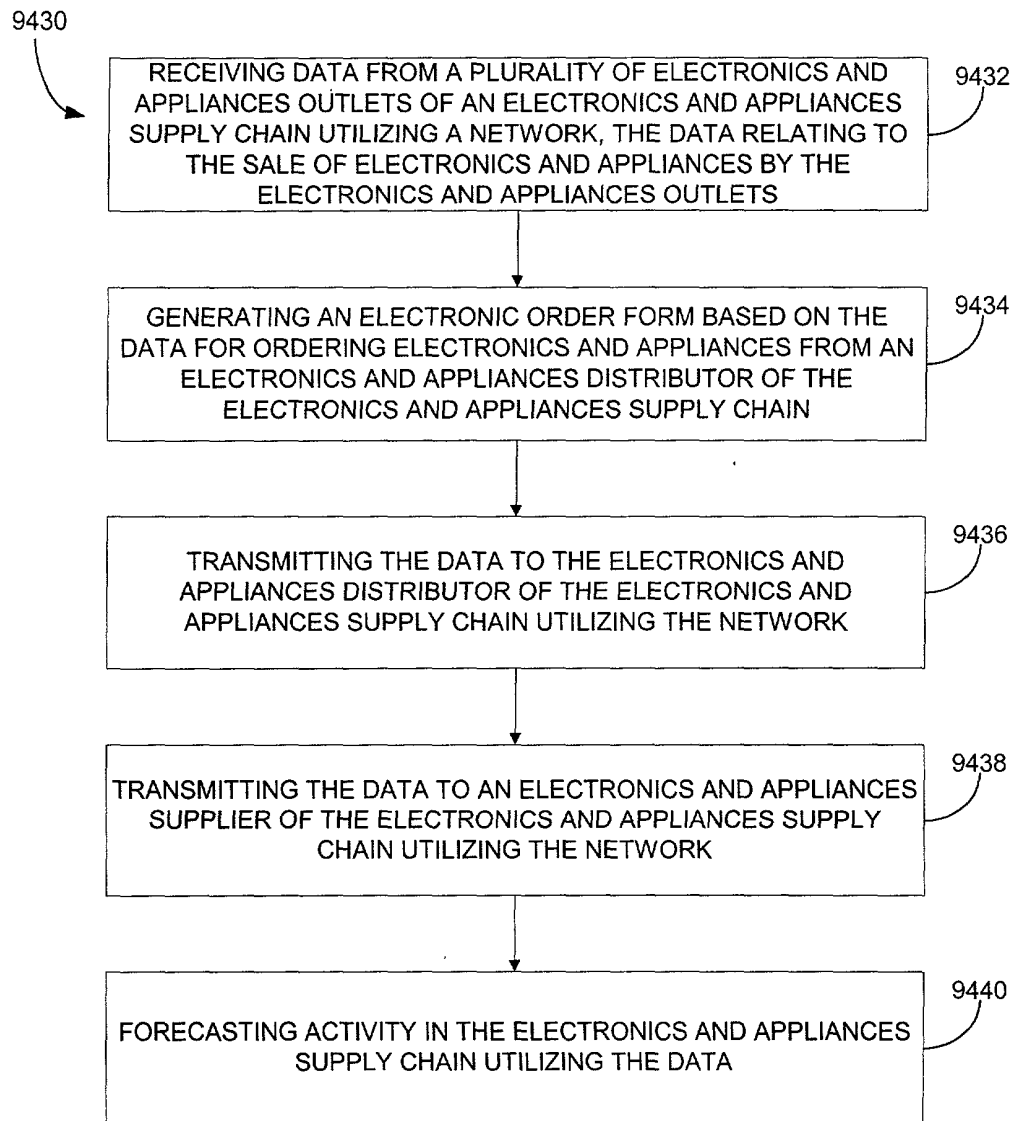 9430
RECEIVING DATA FROM A PLURALITY OF ELECTRONICS AND
APPLIANCES OUTLETS OF AN ELECTRONICS AND APPLIANCES
SUPPLY CHAIN UTILIZING A NETWORK, THE DATA RELATING TO
THE SALE OF ELECTRONICS AND APPLIANCES BY THE
ELECTRONICS AND APPLIANCES OUTLETS
9432
GENERATING AN ELECTRONIC ORDER FORM BASED ON THE
DATA FOR ORDERING ELECTRONICS AND APPLIANCES FROM AN
ELECTRONICS AND APPLIANCES DISTRIBUTOR OF THE
ELECTRONICS AND APPLIANCES SUPPLY CHAIN
9434
TRANSMITTING THE DATA TO THE ELECTRONICS AND
APPLIANCES DISTRIBUTOR OF THE ELECTRONICS AND
APPLIANCES SUPPLY CHAIN UTILIZING THE NETWORK
9436
TRANSMITTING THE DATA TO AN ELECTRONICS AND APPLIANCES
SUPPLIER OF THE ELECTRONICS AND APPLIANCES SUPPLY
CHAIN UTILIZING THE NETWORK
9438
FORECASTING ACTIVITY IN THE ELECTRONICS AND APPLIANCES
SUPPLY CHAIN UTILIZING THE DATA
9440